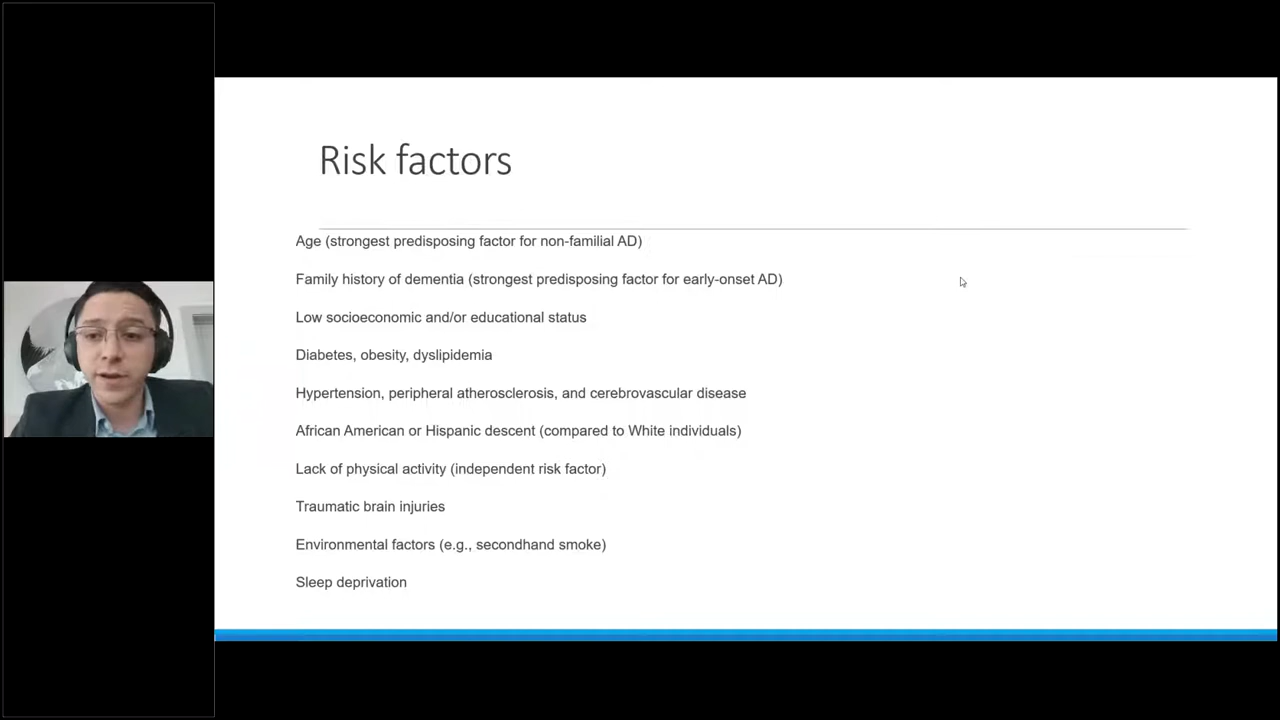 Risk factors
Age (strongest predisposing factor for non-familial AD)
Family history of dementia (strongest predisposing factor for early-onset AD)
Low socioeconomic and/or educational status
Diabetes, obesity, dyslipidemia
Hypertension, peripheral atherosclerosis, and cerebrovascular disease
African American or Hispanic descent (compared to White individuals)
Lack of physical activity (independent risk factor)
Traumatic brain injuries
Environmental factors (e.g., secondhand smoke)
Sleep deprivation